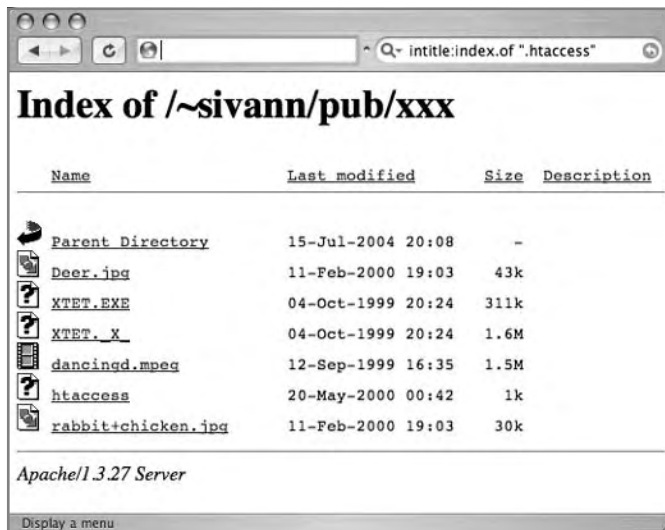 intitle:index.of ".htaccess"
Index of /~sivann/pub/xxx
Name Last modified Size Description
Parent Directory 15-Jul-2004 20:08 -
Deer.jpg 11-Feb-2000 19:03 43k
XTET.EXE 04-Oct-1999 20:24 311k
XTET._X_ 04-Oct-1999 20:24 1.6M
dancingd.mpeg 12-Sep-1999 16:35 1.5M
htaccess 20-May-2000 00:42 1k
rabbit+chicken.jpg 11-Feb-2000 19:03 30k
Apache/1.3.27 Server
Display a menu